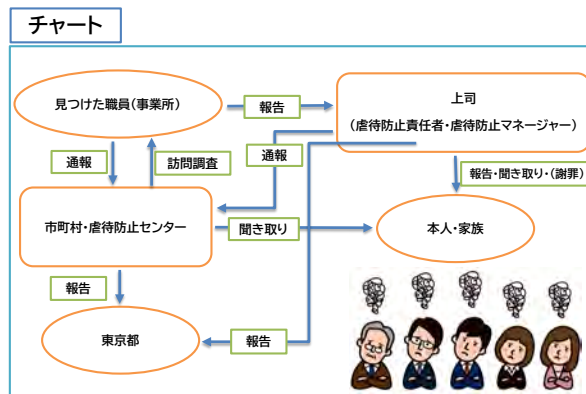 チャート
見つけた職員(事業所)
報告
上司
(虐待防止責任者・虐待防止マネージャー)
通報
訪問調査
通報
報告・聞き取り・(謝罪)
市町村・虐待防止センター
聞き取り
本人・家族
報告
東京都
報告